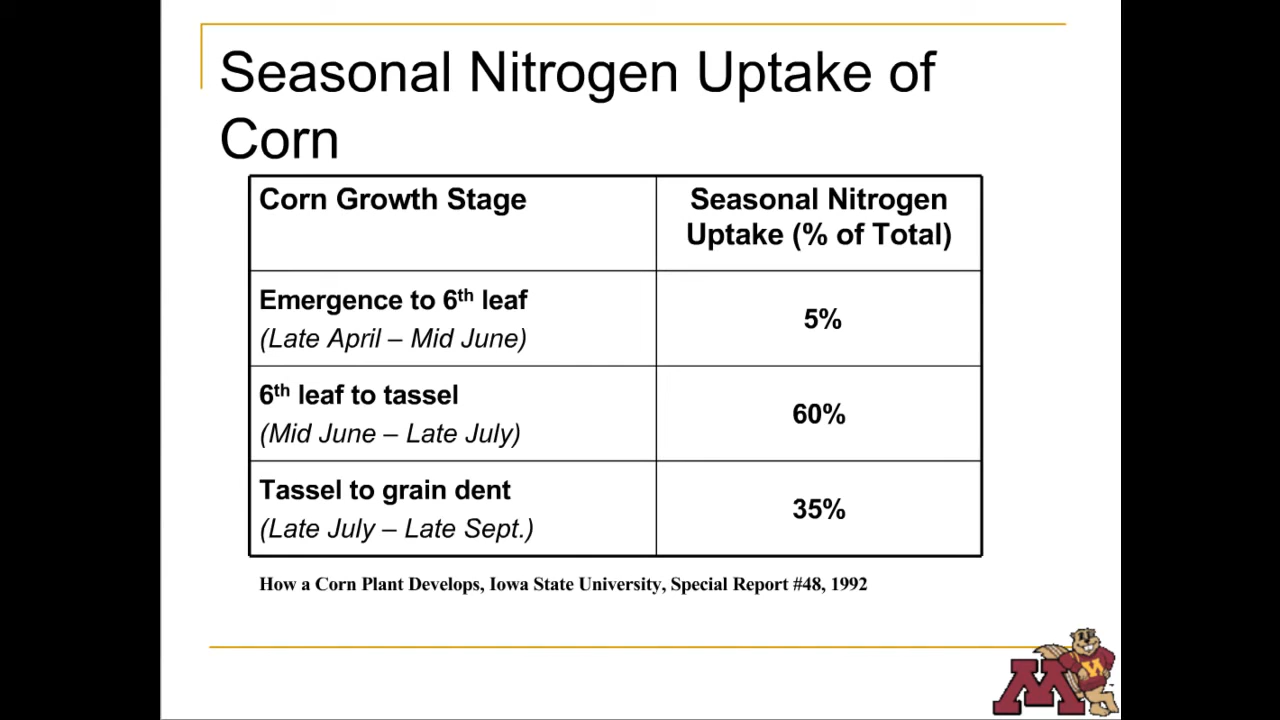 Seasonal Nitrogen Uptake of
Corn
Corn Growth Stage
Seasonal Nitrogen
Uptake (% of Total)
Emergence to 6th leaf
(Late April – Mid June)
5%
6th leaf to tassel
(Mid June – Late July)
60%
Tassel to grain dent
(Late July – Late Sept.)
35%
How a Corn Plant Develops, Iowa State University, Special Report #48, 1992
M